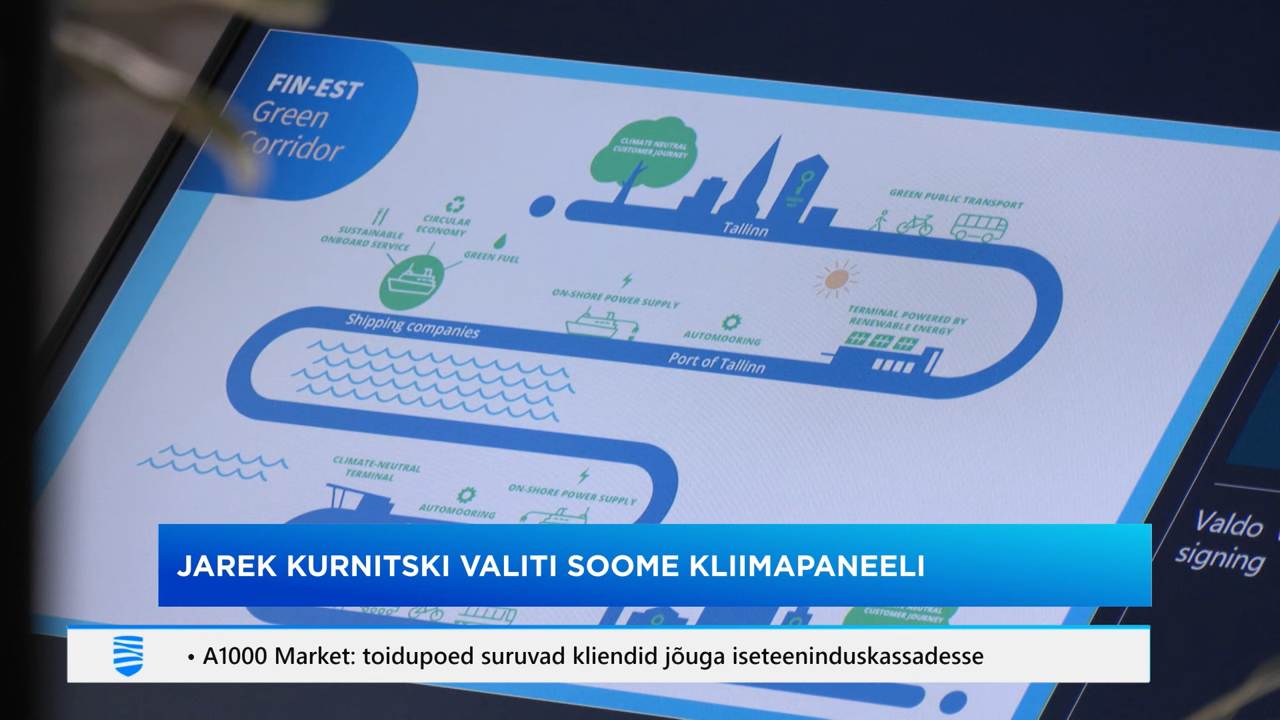 FIN-EST
Green
Corridor
CLIMATE NEUTRAL
CUSTOMER JOURNEY
GREEN PUBLIC TRANSPORT
Tallinn
CIRCULAR
ECONOMY
SUSTAINABLE
ONBOARD SERVICE
GREEN FUEL
ON-SHORE POWER SUPPLY
AUTOMOORING
TERMINAL POWERED BY
RENEWABLE ENERGY
Shipping companies
Port of Tallinn
CLIMATE-NEUTRAL
TERMINAL
AUTOMOORING
ON-SHORE POWER SUPPLY
Valdo
signing
JAREK KURNITSKI VALITI SOOME KLIIMAPANEELI
CUSTOMER JOURNEY
• A1000 Market: toidupoed suruvad kliendid jõuga iseteeninduskassadesse